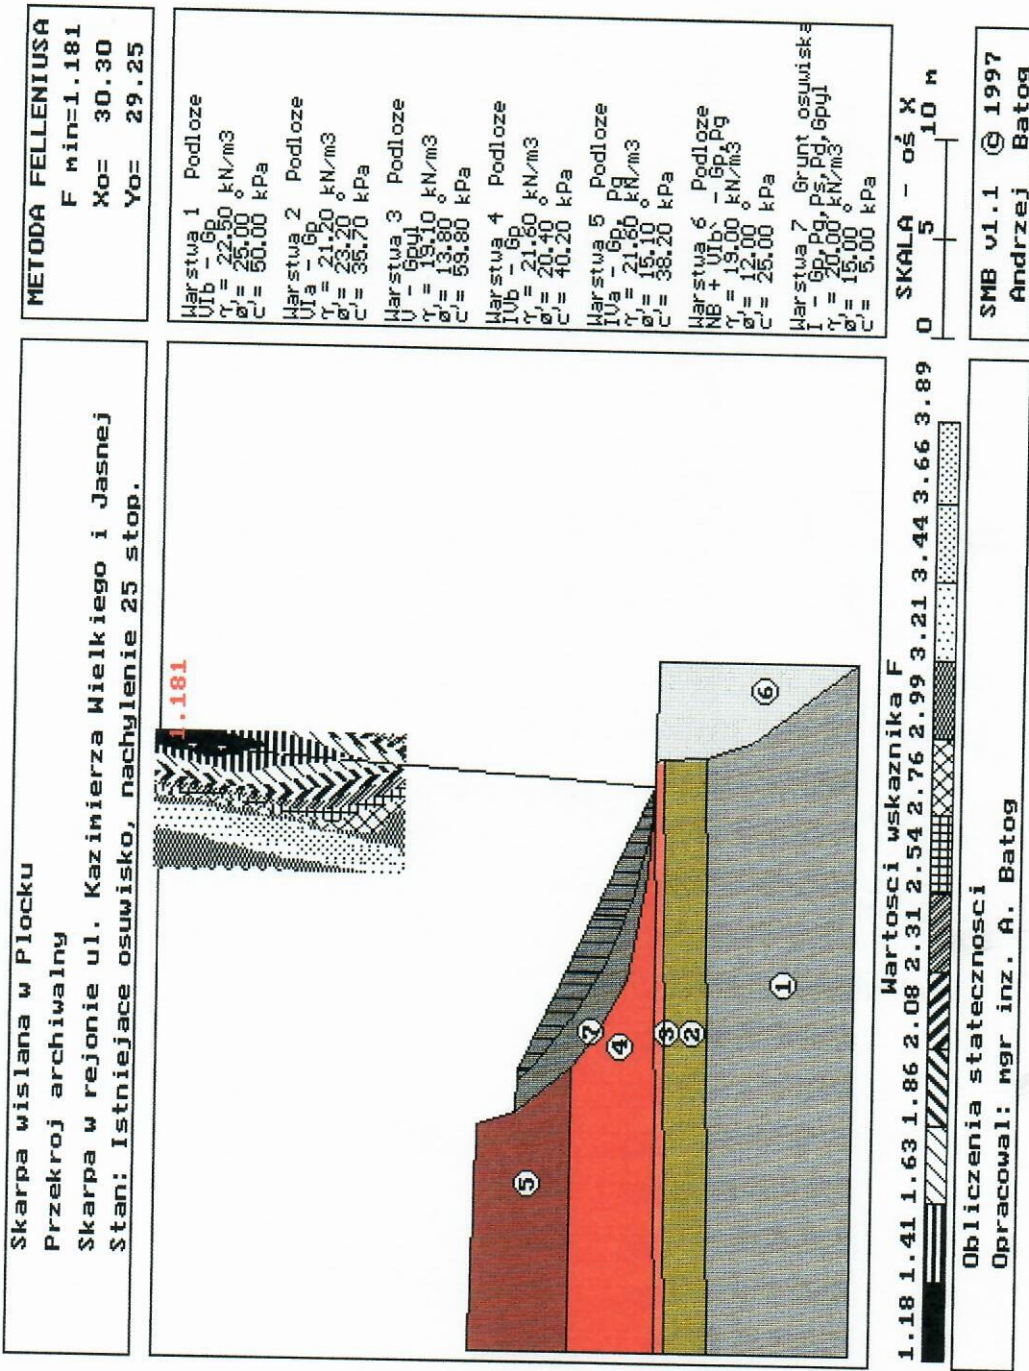 Skarpa wislana w Plocku
Przekroj archiwalny
Skarpa w rejonie ul. Kazimierza Wielkiego i Jasnej
Stan: Istniejace osuwisko, nachylenie 25 stop.
METODA FELLENIUSA
F min=1.181
Xo= 30.30
Yo= 29.25
1.181
5
7
4
3
2
1
6
Warstwa 1 Podloze
VIb - Gp
γ = 22.50 kN/m3
ø'= 25.00 °
c'= 50.00 kPa
Warstwa 2 Podloze
VIa - Gp
γ = 21.20 kN/m3
ø'= 23.20 °
c'= 35.70 kPa
Warstwa 3 Podloze
V - Gpyl
γ = 19.10 kN/m3
ø'= 13.80 °
c'= 59.80 kPa
Warstwa 4 Podloze
IVb - Gp
γ = 21.60 kN/m3
ø'= 20.40 °
c'= 40.20 kPa
Warstwa 5 Podloze
IVa - Gp, Pg
γ = 21.60 kN/m3
ø'= 15.10 °
c'= 38.20 kPa
Warstwa 6 Podloze
NB + VIb' - Gp,Pg
γ = 19.00 kN/m3
ø'= 12.00 °
c'= 25.00 kPa
Warstwa 7 Grunt osuwiska
I - Gp,Pg,Ps,Pd,Gpyl
γ = 20.00 kN/m3
ø'= 15.00 °
c'= 5.00 kPa
Wartosci wskaznika F
1.18 1.41 1.63 1.86 2.08 2.31 2.54 2.76 2.99 3.21 3.44 3.66 3.89
SKALA - oś X
0 5 10 m
Obliczenia statecznosci
Opracowal: mgr inz. A. Batog
SMB v1.1 © 1997
Andrzej Batog